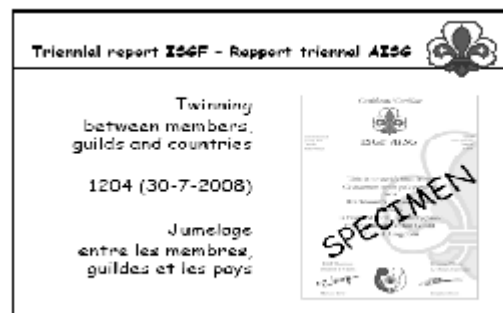 Triennial report ISGF - Rapport triennal AISG
Twinning
between members,
guilds and countries
1204 (30-7-2008)
Jumelage
entre les membres,
guildes et les pays
ISGF AISG
SPECIMEN